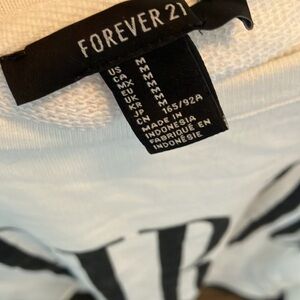 FOREVER 21
US M
CA M
MX M
EU M
UK M
KR M
JP M
CN 165/92A
MADE IN
INDONESIA
FABRIQUÉ EN
INDONÉSIE